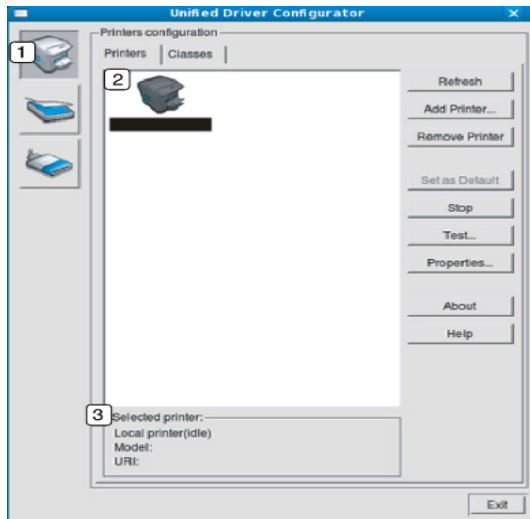 Unified Driver Configurator
1
Printers configuration
Printers
Classes
2
Refresh
Add Printer...
Remove Printer
Set as Default
Stop
Test...
Properties...
About
Help
3
Selected printer:
Local printer(idle)
Model:
URI:
Exit